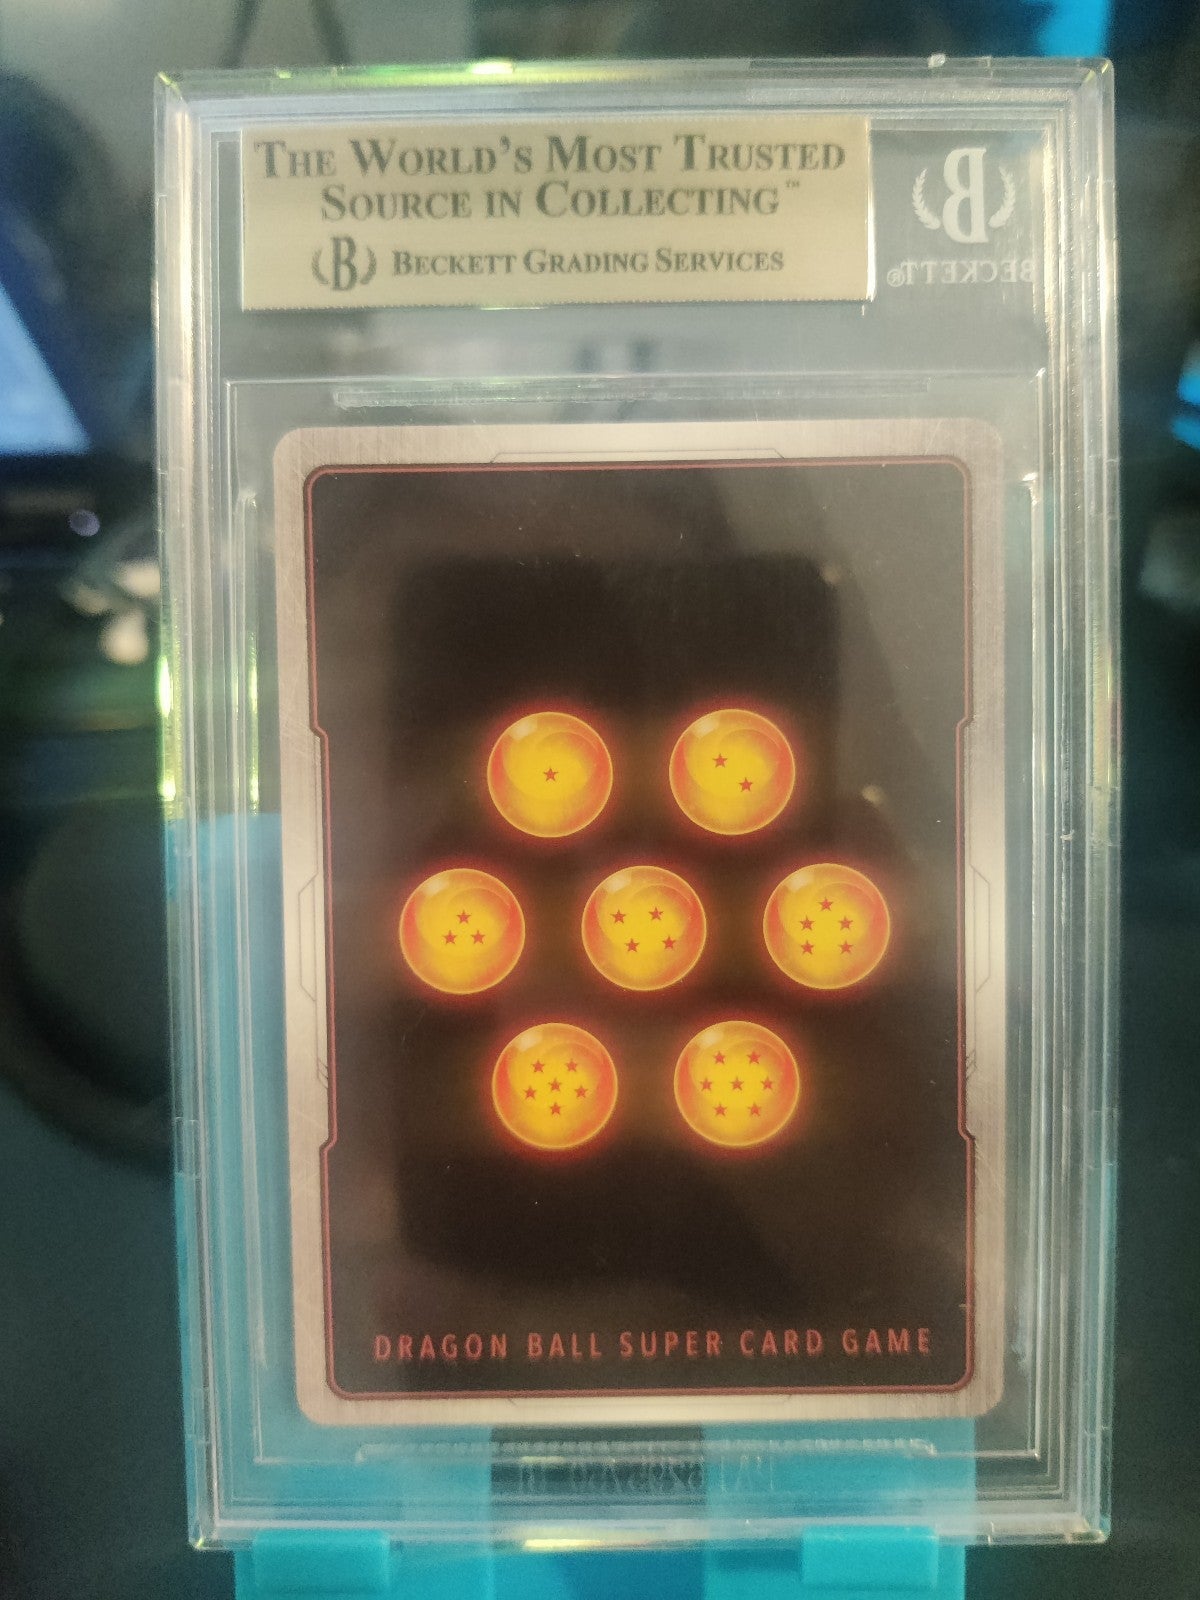 THE WORLD'S MOST TRUSTED
SOURCE IN COLLECTING™
B BECKETT GRADING SERVICES
B
BECKETT®
DRAGON BALL SUPER CARD GAME